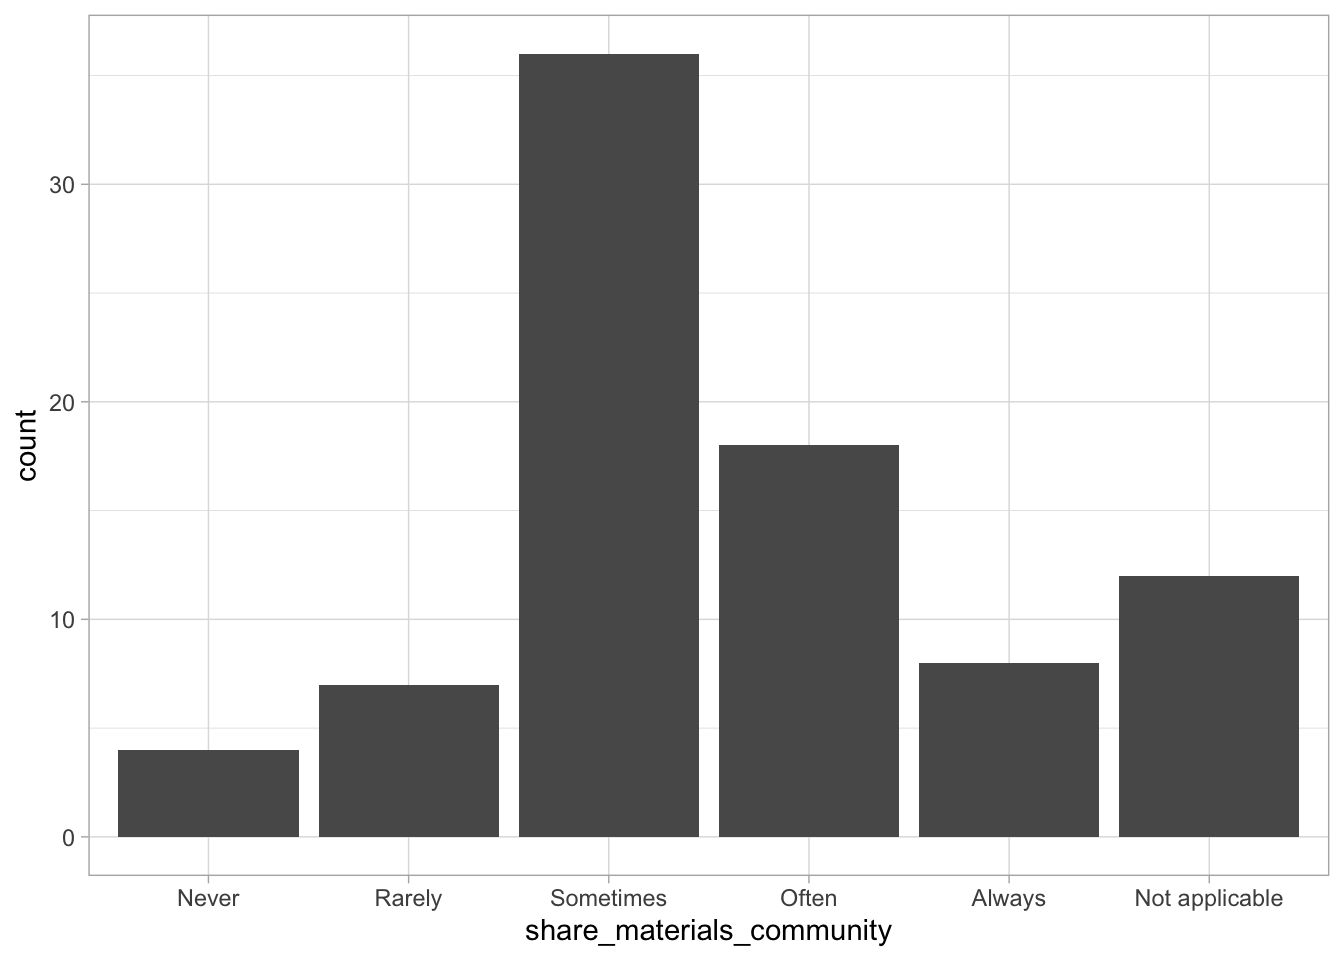 count
30
20
10
0
Never Rarely Sometimes Often Always Not applicable
share_materials_community